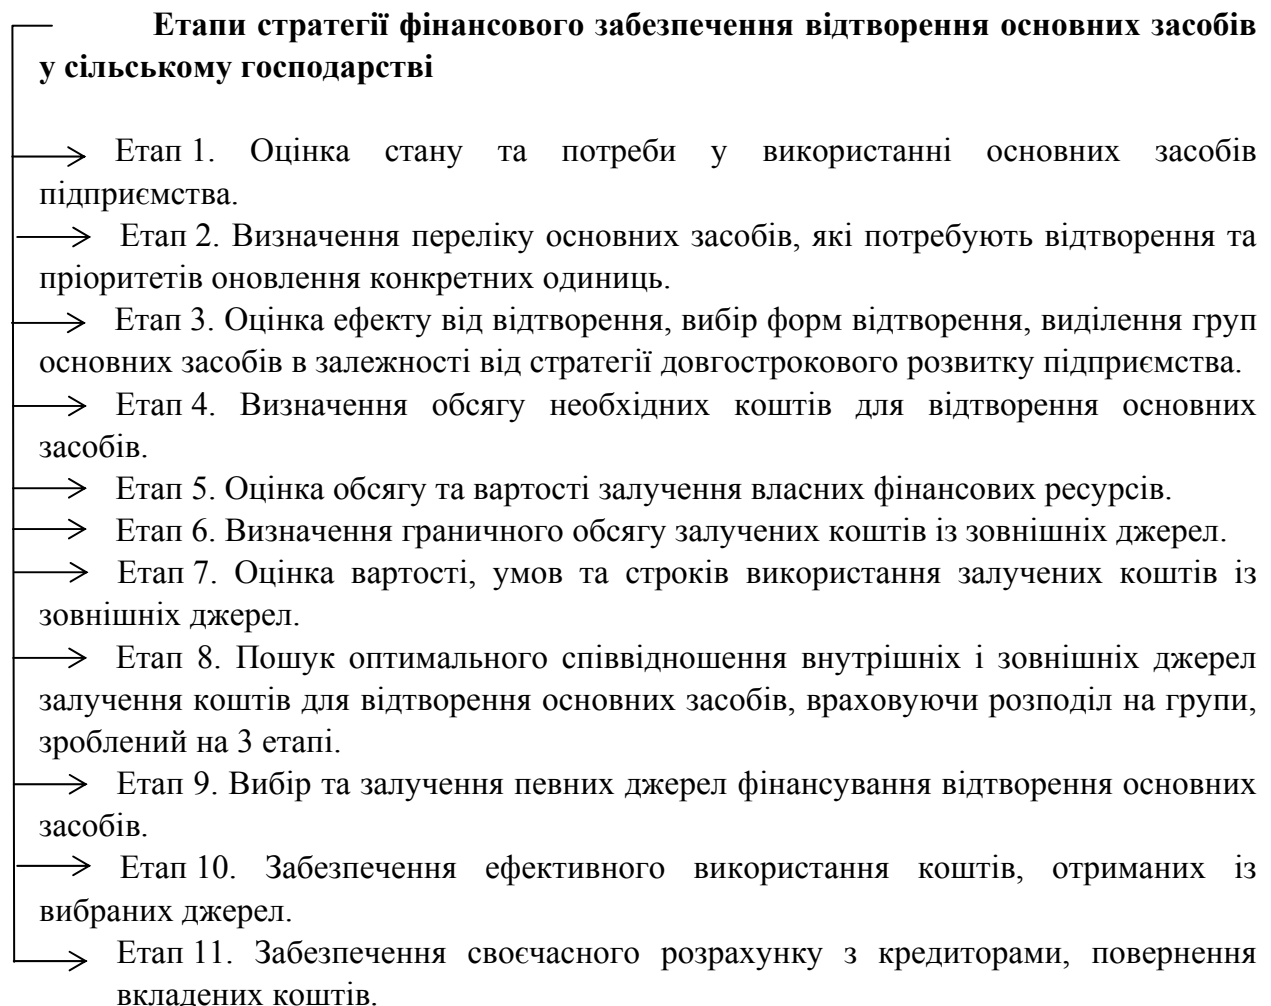 Етапи стратегії фінансового забезпечення відтворення основних засобів
у сільському господарстві
Етап 1. Оцінка стану та потреби у використанні основних засобів
підприємства.
Етап 2. Визначення переліку основних засобів, які потребують відтворення та
пріоритетів оновлення конкретних одиниць.
Етап 3. Оцінка ефекту від відтворення, вибір форм відтворення, виділення груп
основних засобів в залежності від стратегії довгострокового розвитку підприємства.
Етап 4. Визначення обсягу необхідних коштів для відтворення основних
засобів.
Етап 5. Оцінка обсягу та вартості залучення власних фінансових ресурсів.
Етап 6. Визначення граничного обсягу залучених коштів із зовнішніх джерел.
Етап 7. Оцінка вартості, умов та строків використання залучених коштів із
зовнішніх джерел.
Етап 8. Пошук оптимального співвідношення внутрішніх і зовнішніх джерел
залучення коштів для відтворення основних засобів, враховуючи розподіл на групи,
зроблений на 3 етапі.
Етап 9. Вибір та залучення певних джерел фінансування відтворення основних
засобів.
Етап 10. Забезпечення ефективного використання коштів, отриманих із
вибраних джерел.
Етап 11. Забезпечення своєчасного розрахунку з кредиторами, повернення
вкладених коштів.